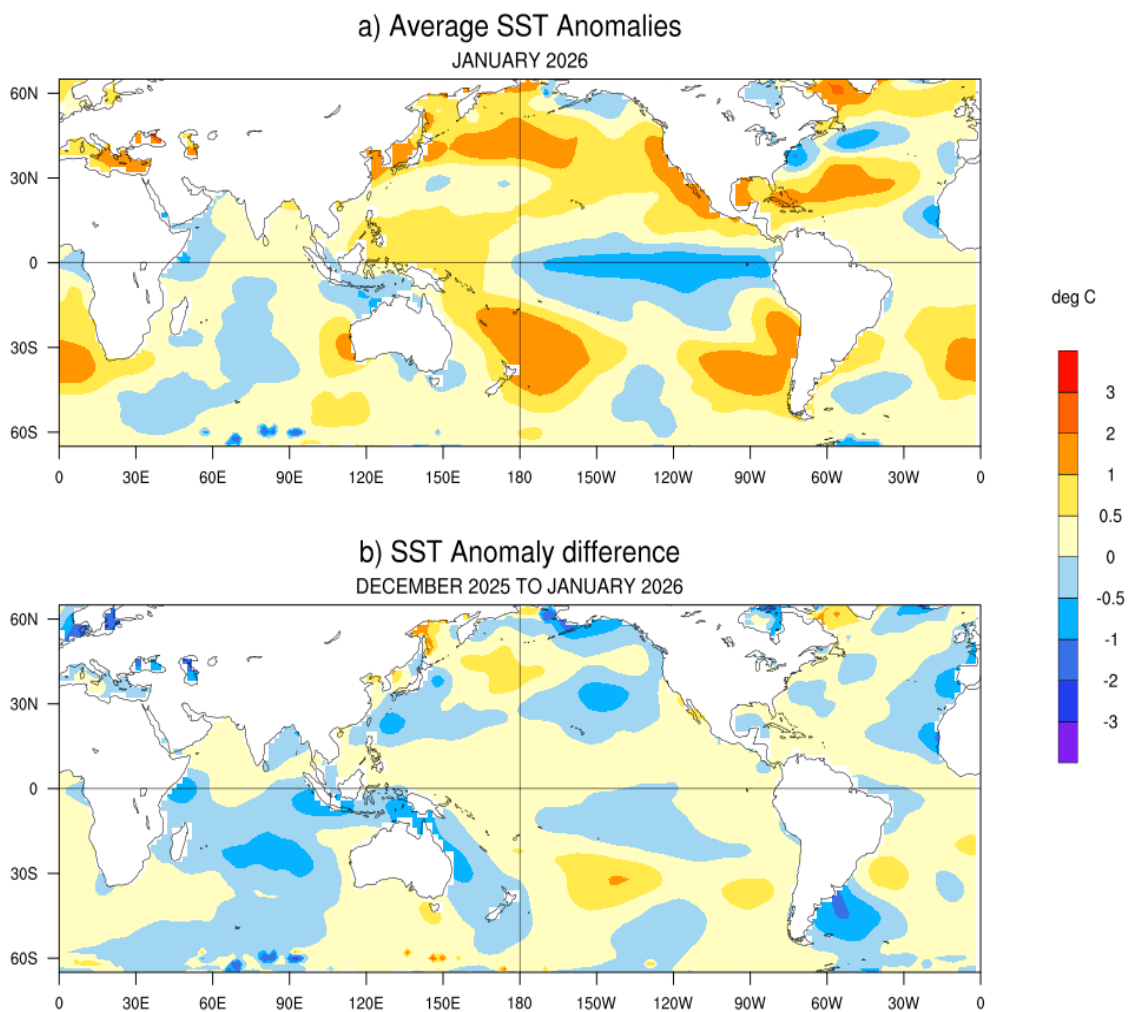 a) Average SST Anomalies
JANUARY 2026
60N
30N
0
30S
60S
0 30E 60E 90E 120E 150E 180 150W 120W 90W 60W 30W 0
deg C
3
2
1
0.5
0
-0.5
-1
-2
-3
b) SST Anomaly difference
DECEMBER 2025 TO JANUARY 2026
60N
30N
0
30S
60S
0 30E 60E 90E 120E 150E 180 150W 120W 90W 60W 30W 0